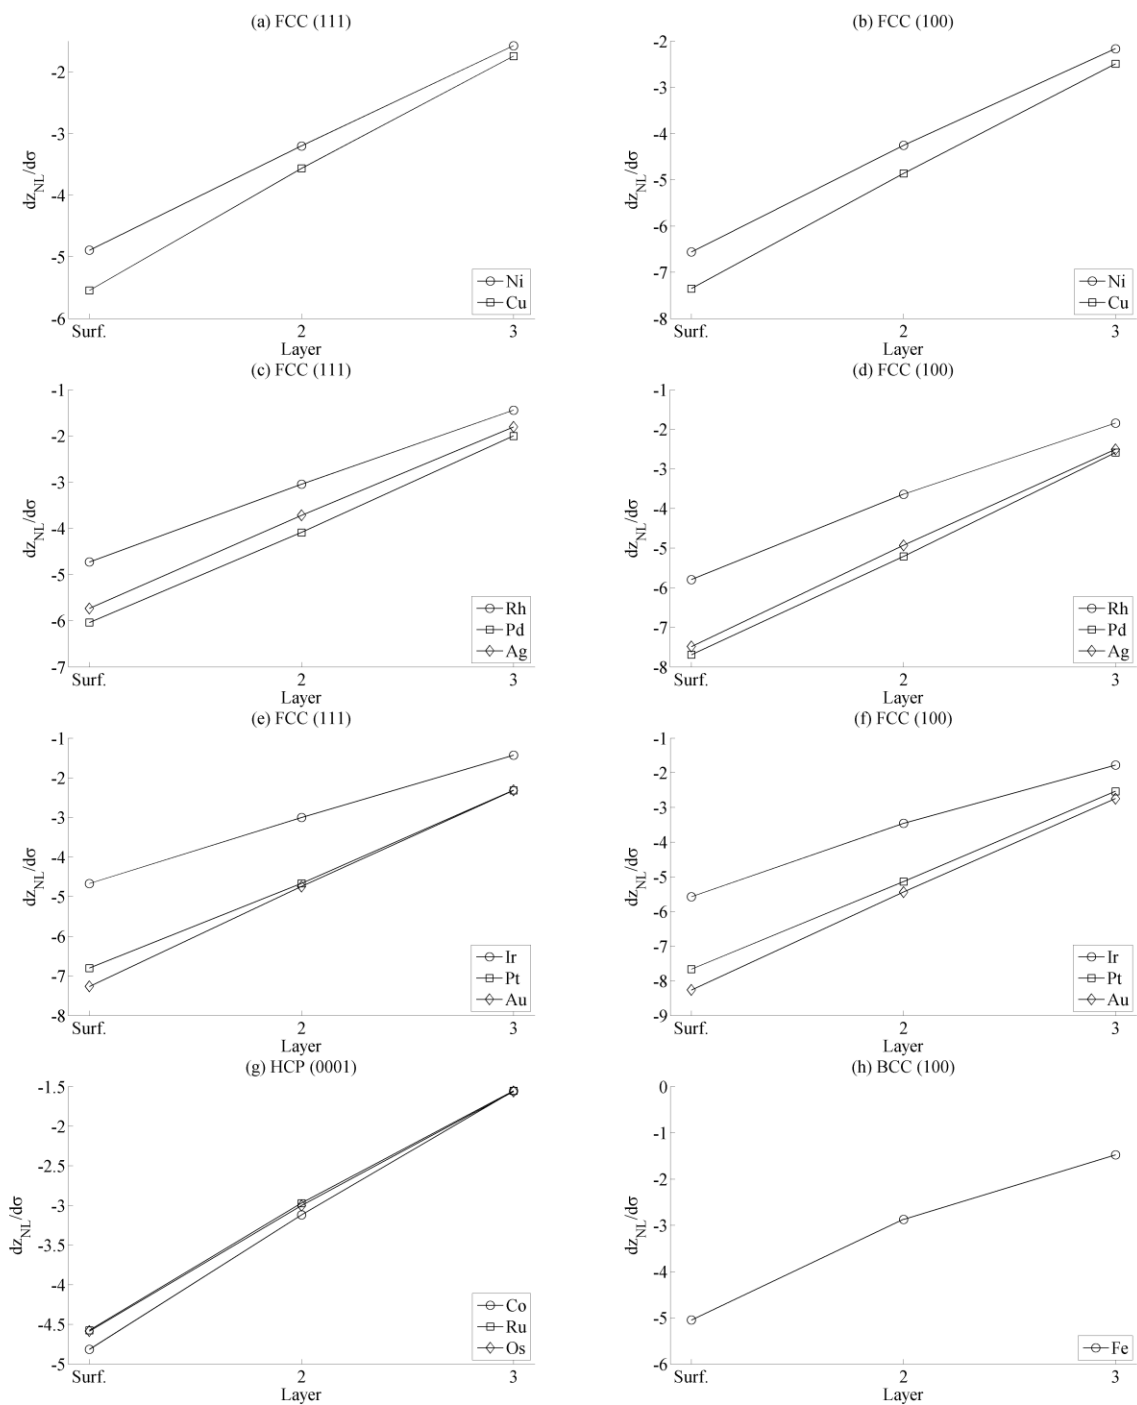 (a) FCC (111)
-2
-3
-4
-5
-6
dz_NL/dσ
Surf. 2 3
Layer
Ni
Cu
(b) FCC (100)
-2
-3
-4
-5
-6
-7
-8
dz_NL/dσ
Surf. 2 3
Layer
Ni
Cu
(c) FCC (111)
-1
-2
-3
-4
-5
-6
-7
dz_NL/dσ
Surf. 2 3
Layer
Rh
Pd
Ag
(d) FCC (100)
-1
-2
-3
-4
-5
-6
-7
-8
dz_NL/dσ
Surf. 2 3
Layer
Rh
Pd
Ag
(e) FCC (111)
-1
-2
-3
-4
-5
-6
-7
-8
dz_NL/dσ
Surf. 2 3
Layer
Ir
Pt
Au
(f) FCC (100)
-1
-2
-3
-4
-5
-6
-7
-8
-9
dz_NL/dσ
Surf. 2 3
Layer
Ir
Pt
Au
(g) HCP (0001)
-1.5
-2
-2.5
-3
-3.5
-4
-4.5
-5
dz_NL/dσ
Surf. 2 3
Layer
Co
Ru
Os
(h) BCC (100)
0
-1
-2
-3
-4
-5
-6
dz_NL/dσ
Surf. 2 3
Layer
Fe